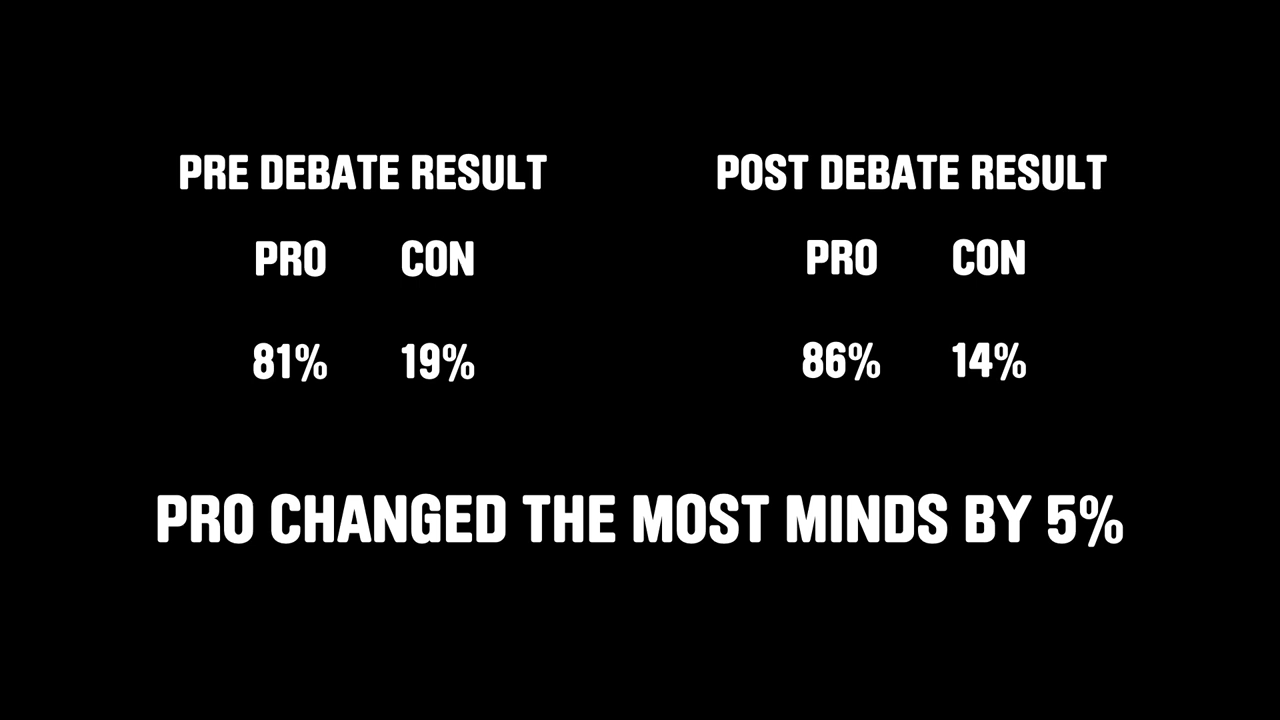 PRE DEBATE RESULT
PRO CON
81% 19%
POST DEBATE RESULT
PRO CON
86% 14%
PRO CHANGED THE MOST MINDS BY 5%